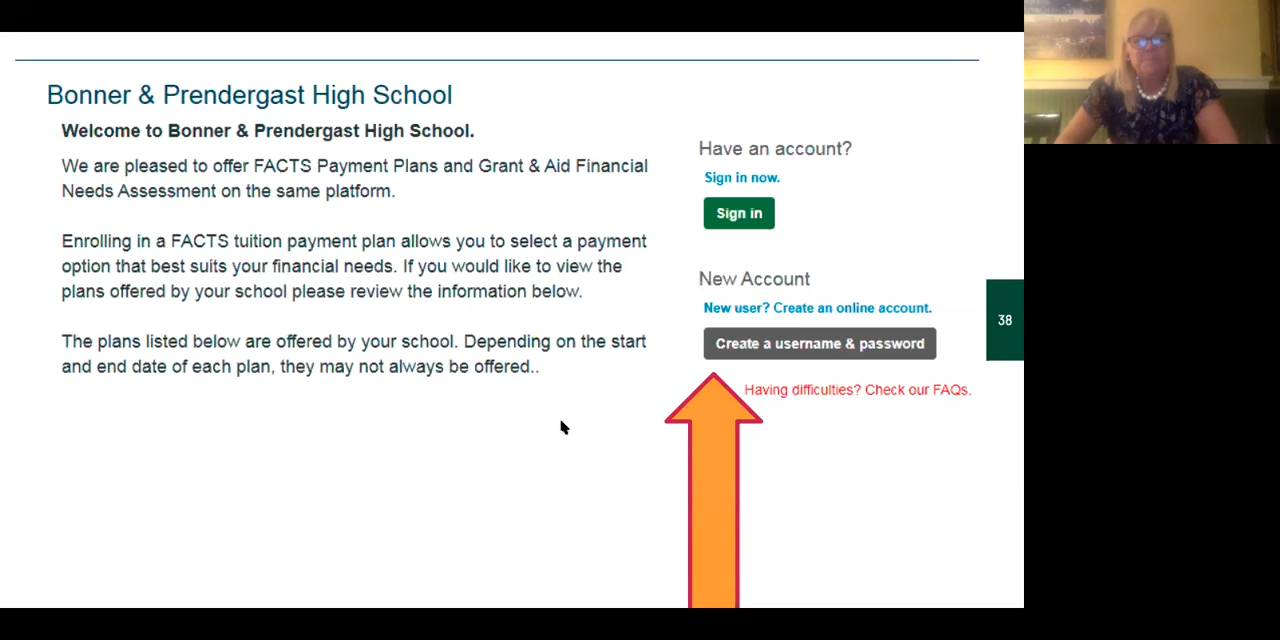 Bonner & Prendergast High School
Welcome to Bonner & Prendergast High School.
We are pleased to offer FACTS Payment Plans and Grant & Aid Financial
Needs Assessment on the same platform.
Enrolling in a FACTS tuition payment plan allows you to select a payment
option that best suits your financial needs. If you would like to view the
plans offered by your school please review the information below.
The plans listed below are offered by your school. Depending on the start
and end date of each plan, they may not always be offered..
Have an account?
Sign in now.
Sign in
New Account
New user? Create an online account.
Create a username & password
Having difficulties? Check our FAQs.
38